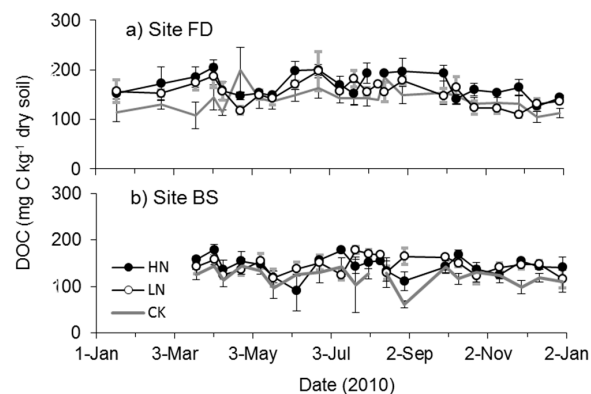 a) Site FD
300
200
100
0
DOC (mg C kg-1 dry soil)
b) Site BS
300
200
100
0
HN
LN
CK
1-Jan 3-Mar 3-May 3-Jul 2-Sep 2-Nov 2-Jan
Date (2010)